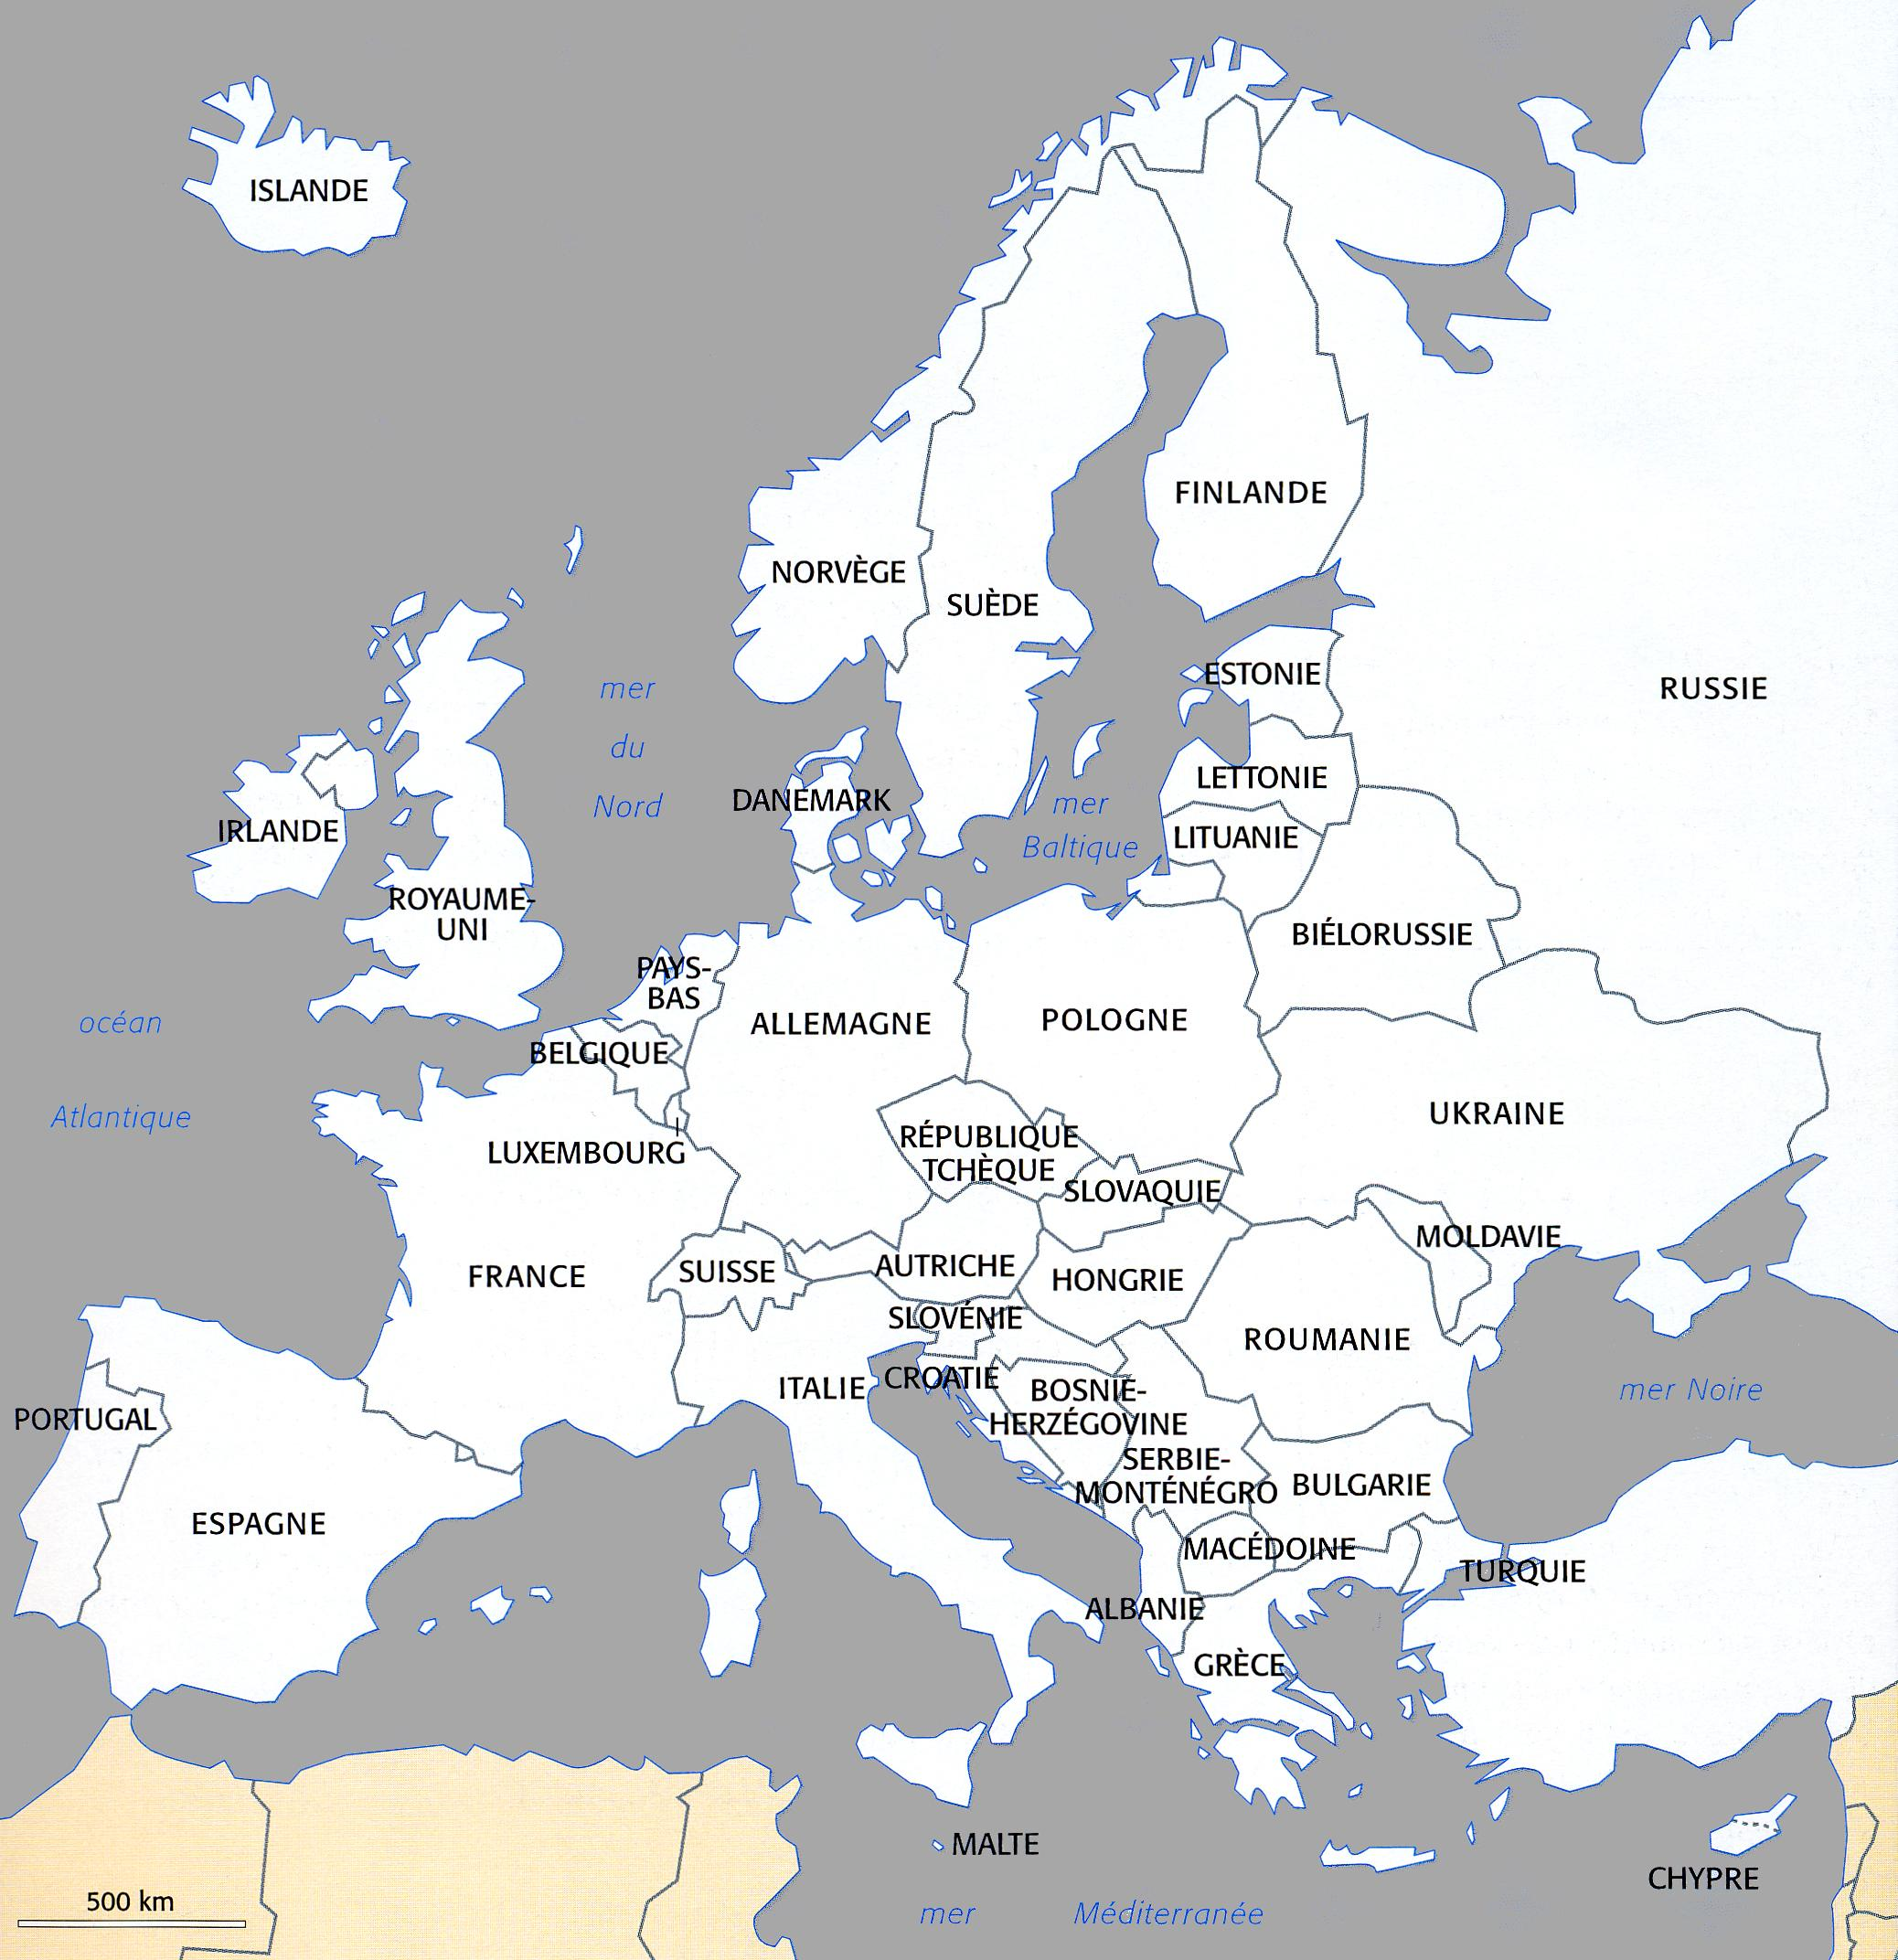 ISLANDE
FINLANDE
NORVÈGE
SUÈDE
ESTONIE
RUSSIE
mer
du
Nord
LETTONIE
DANEMARK
mer
Baltique
IRLANDE
LITUANIE
ROYAUME-
UNI
BIÉLORUSSIE
PAYS-
BAS
océan
Atlantique
ALLEMAGNE
POLOGNE
BELGIQUE
UKRAINE
LUXEMBOURG
RÉPUBLIQUE
TCHÈQUE
SLOVAQUIE
MOLDAVIE
FRANCE
SUISSE
AUTRICHE
HONGRIE
SLOVÉNIE
ROUMANIE
ITALIE
CROATIE
BOSNIE-
HERZÉGOVINE
mer Noire
PORTUGAL
SERBIE-
MONTÉNÉGRO
BULGARIE
ESPAGNE
MACÉDOINE
TURQUIE
ALBANIE
GRÈCE
MALTE
CHYPRE
500 km
mer Méditerranée